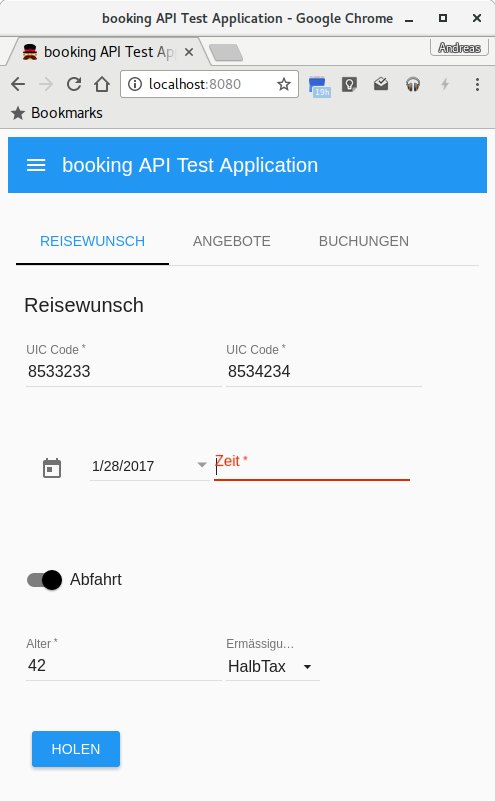 booking API Test Application - Google Chrome
booking API Test Ap
Andreas
localhost:8080
19h
Bookmarks
booking API Test Application
REISEWUNSCH ANGEBOTE BUCHUNGEN
Reisewunsch
UIC Code * UIC Code *
8533233 8534234
1/28/2017 Zeit *
Abfahrt
Alter * Ermässigu…
42 HalbTax
HOLEN